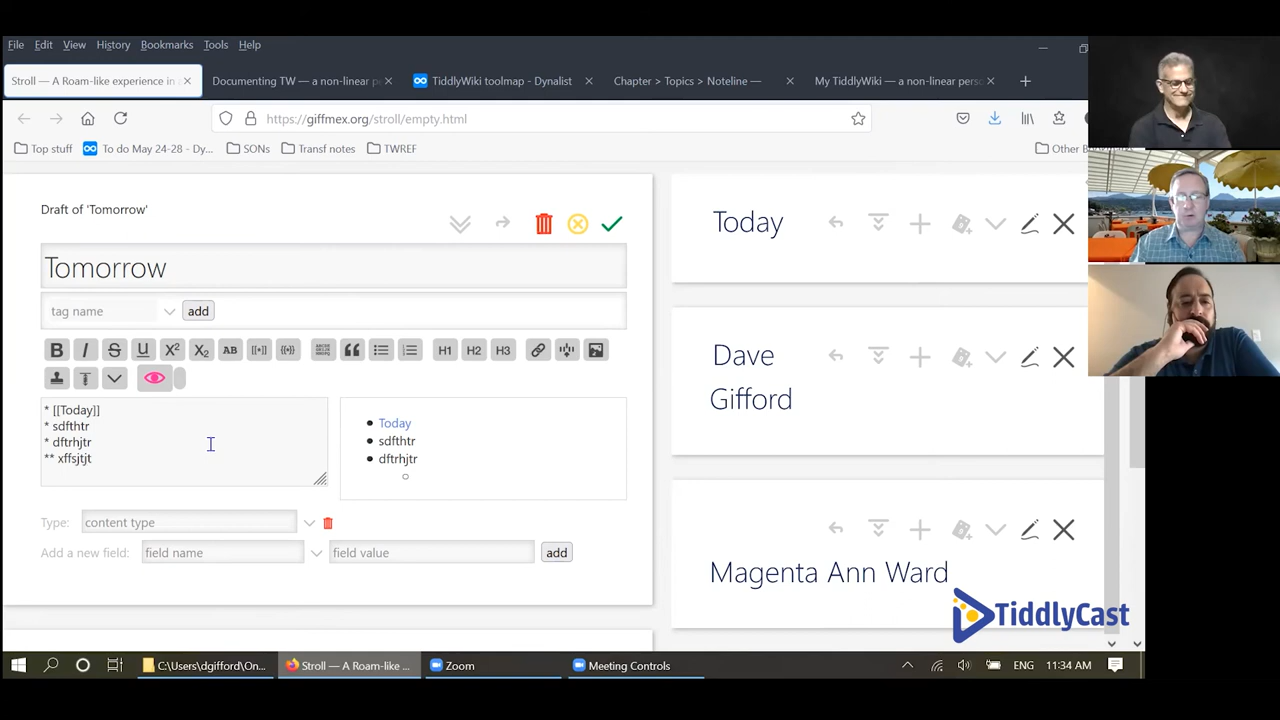 File Edit View History Bookmarks Tools Help
Stroll — A Roam-like experience in a
Documenting TW — a non-linear pe
TiddlyWiki toolmap - Dynalist
Chapter > Topics > Noteline —
My TiddlyWiki — a non-linear perso
https://giffmex.org/stroll/empty.html
Top stuff
To do May 24-28 - Dy...
SONs
Transf notes
TWREF
Other
Draft of 'Tomorrow'
Tomorrow
tag name
add
B I S U X² X₂ AB [[•]] {{•}} H1 H2 H3
* [[Today]]
* sdfthtr
* dftrhjtr
** xffsjtjt
• Today
• sdfthtr
• dftrhjtr
Type: content type
Add a new field: field name field value add
Today
Dave
Gifford
Magenta Ann Ward
TiddlyCast
C:\Users\dgifford\On...
Stroll — A Roam-like ...
Zoom
Meeting Controls
ENG
11:34 AM